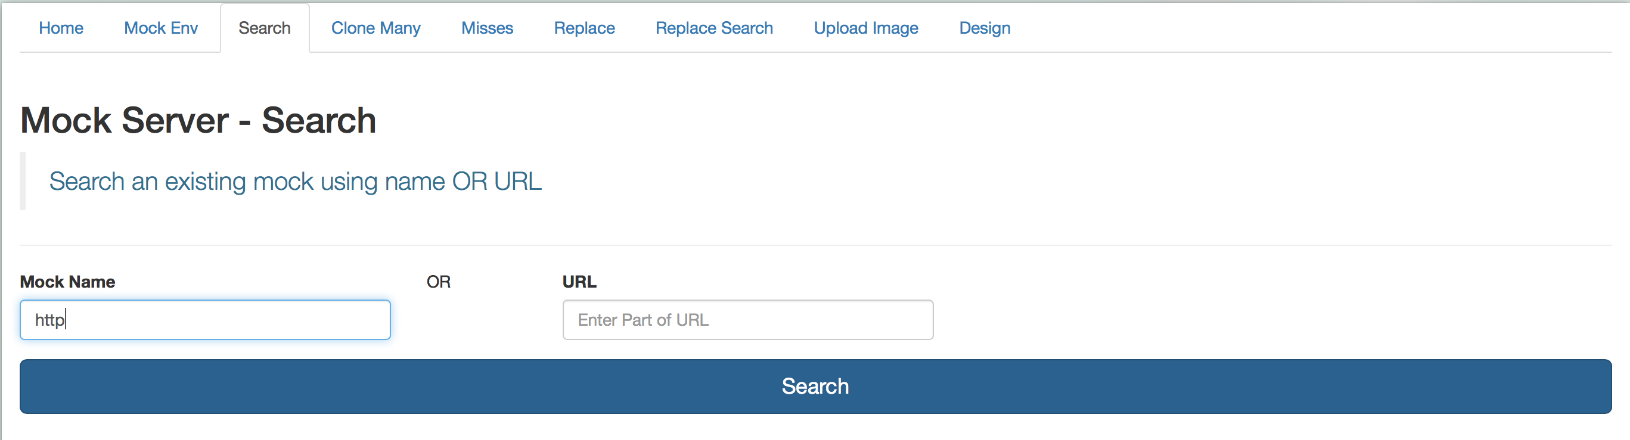 Home Mock Env Search Clone Many Misses Replace Replace Search Upload Image Design
Mock Server - Search
Search an existing mock using name OR URL
Mock Name OR URL
http Enter Part of URL
Search